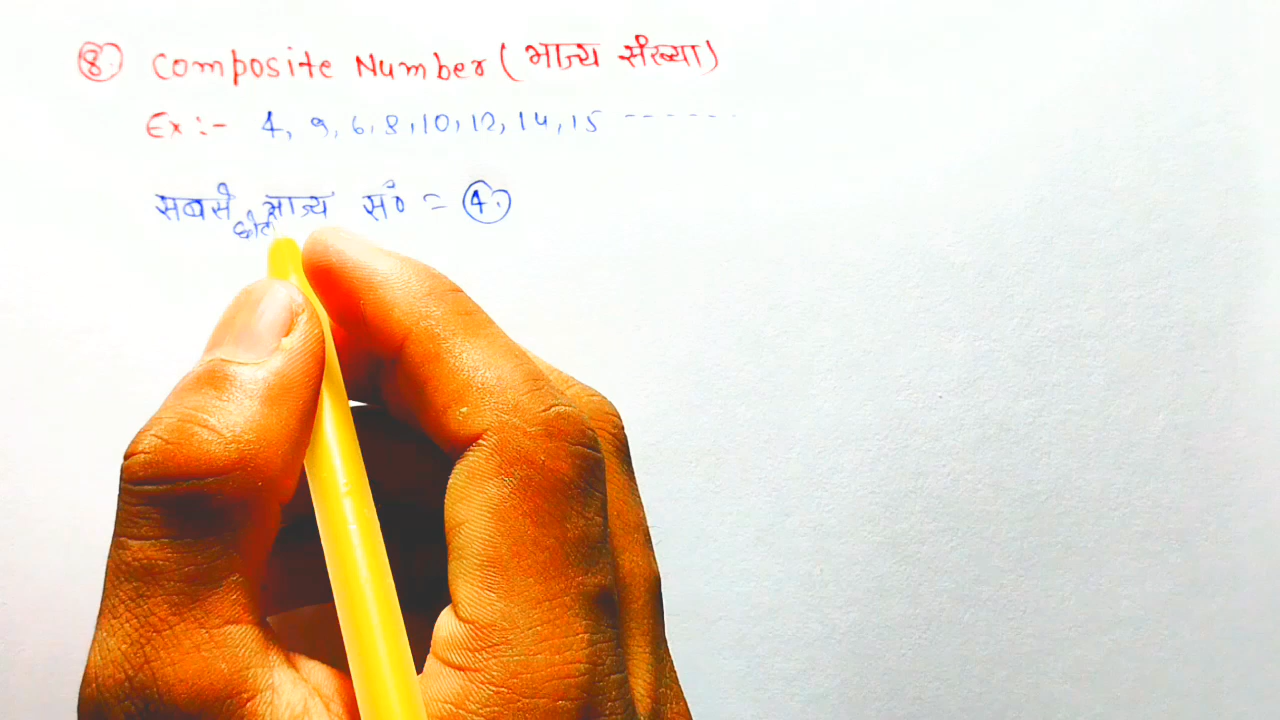 8. Composite Number (भाज्य संख्या)
Ex :- 4, 9, 6, 8, 10, 12, 14, 15 ------
सबसे छोटी भाज्य सं० = 4.